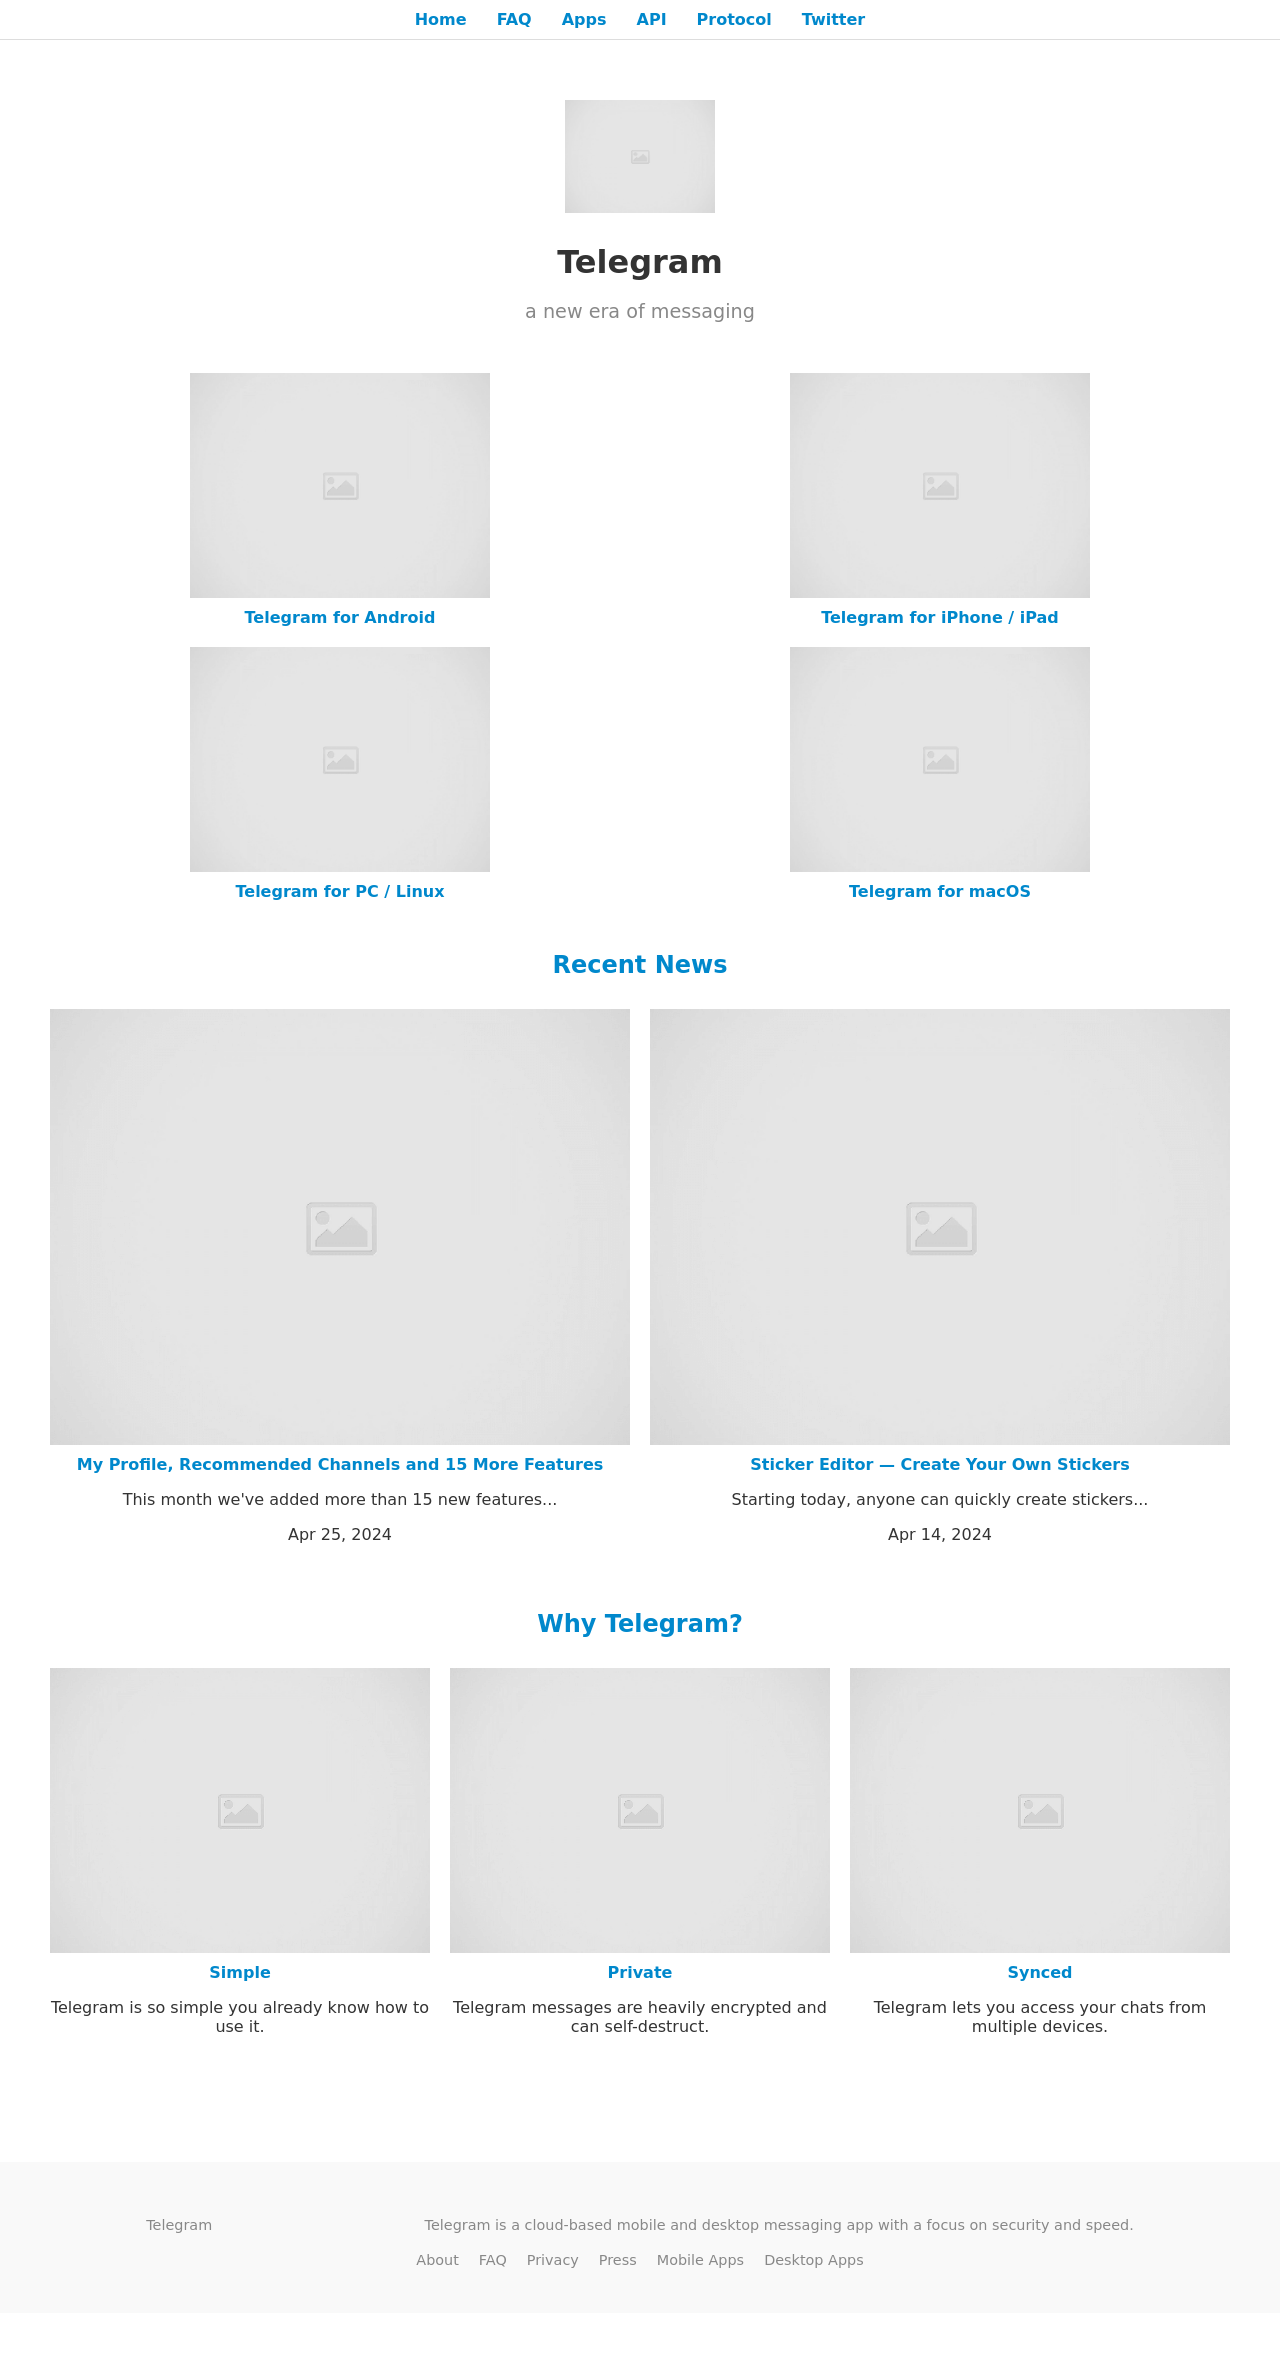 Home FAQ Apps API Protocol Twitter
Telegram
a new era of messaging
Telegram for Android
Telegram for iPhone / iPad
Telegram for PC / Linux
Telegram for macOS
Recent News
My Profile, Recommended Channels and 15 More Features
This month we've added more than 15 new features...
Apr 25, 2024
Sticker Editor — Create Your Own Stickers
Starting today, anyone can quickly create stickers...
Apr 14, 2024
Why Telegram?
Simple
Telegram is so simple you already know how to
use it.
Private
Telegram messages are heavily encrypted and
can self-destruct.
Synced
Telegram lets you access your chats from
multiple devices.
Telegram
Telegram is a cloud-based mobile and desktop messaging app with a focus on security and speed.
About FAQ Privacy Press Mobile Apps Desktop Apps